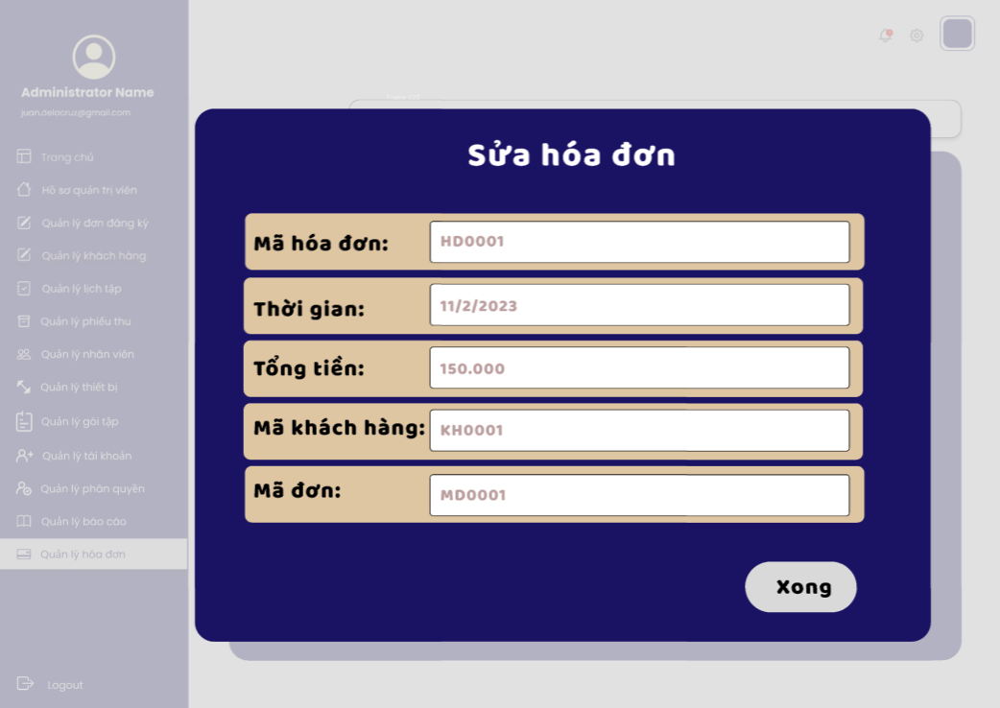 Administrator Name
juan.delacruz@gmail.com
Trang chủ
Hồ sơ quản trị viên
Quản lý đơn đăng ký
Quản lý khách hàng
Quản lý lịch tập
Quản lý phiếu thu
Quản lý nhân viên
Quản lý thiết bị
Quản lý gói tập
Quản lý tài khoản
Quản lý phân quyền
Quản lý báo cáo
Quản lý hóa đơn
Logout
Sửa hóa đơn
Mã hóa đơn:
HD0001
Thời gian:
11/2/2023
Tổng tiền:
150.000
Mã khách hàng:
KH0001
Mã đơn:
MD0001
Xong